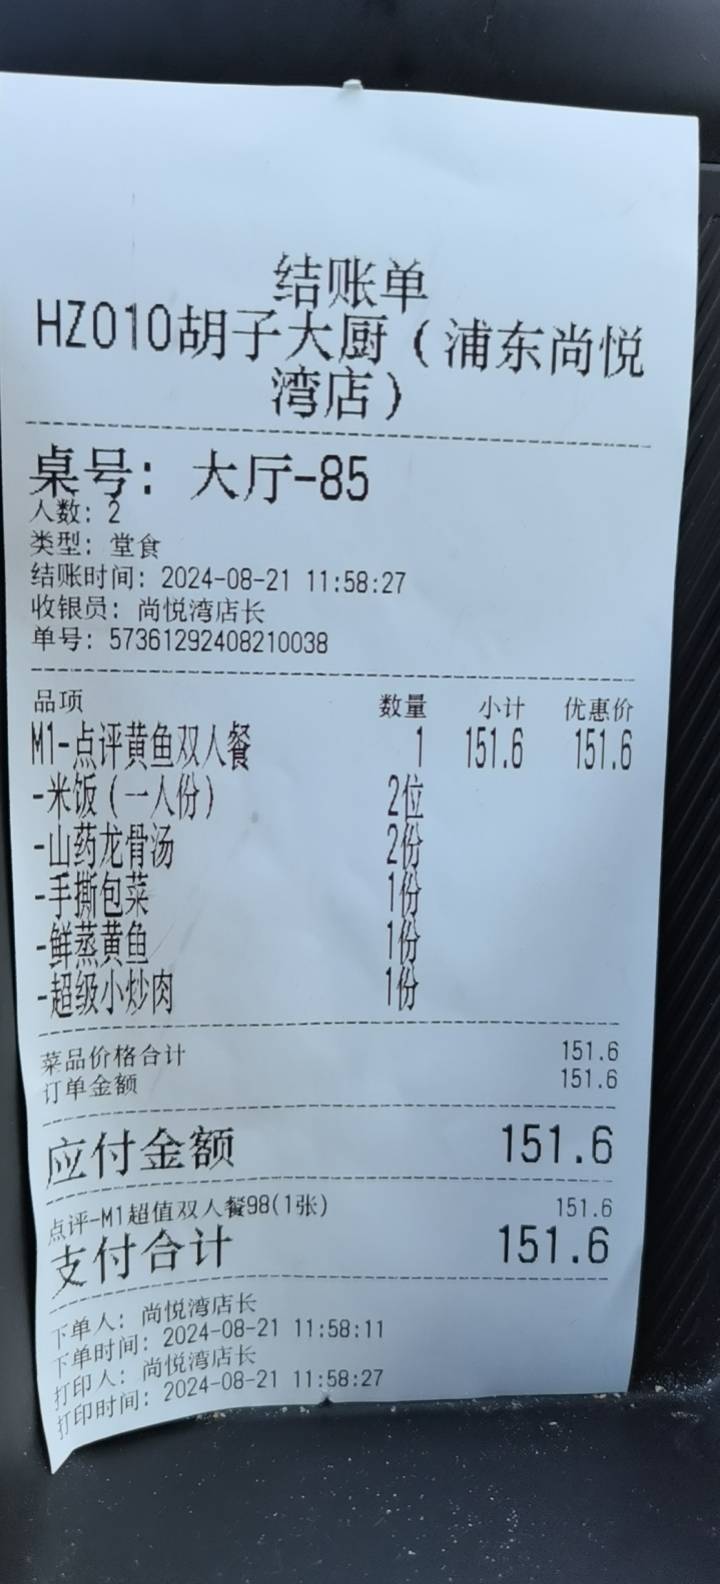 结账单
HZ010胡子大厨(浦东尚悦
湾店)
桌号: 大厅-85
人数: 2
类型: 堂食
结账时间: 2024-08-21 11:58:27
收银员: 尚悦湾店长
单号: 57361292408210038
品项 数量 小计 优惠价
M1-点评黄鱼双人餐 1 151.6 151.6
-米饭(一人份) 2位
-山药龙骨汤 2份
-手撕包菜 1份
-鲜蒸黄鱼 1份
-超级小炒肉 1份
菜品价格合计 151.6
订单金额 151.6
应付金额 151.6
点评-M1超值双人餐98(1张) 151.6
支付合计 151.6
下单人: 尚悦湾店长
下单时间: 2024-08-21 11:58:11
打印人: 尚悦湾店长
打印时间: 2024-08-21 11:58:27